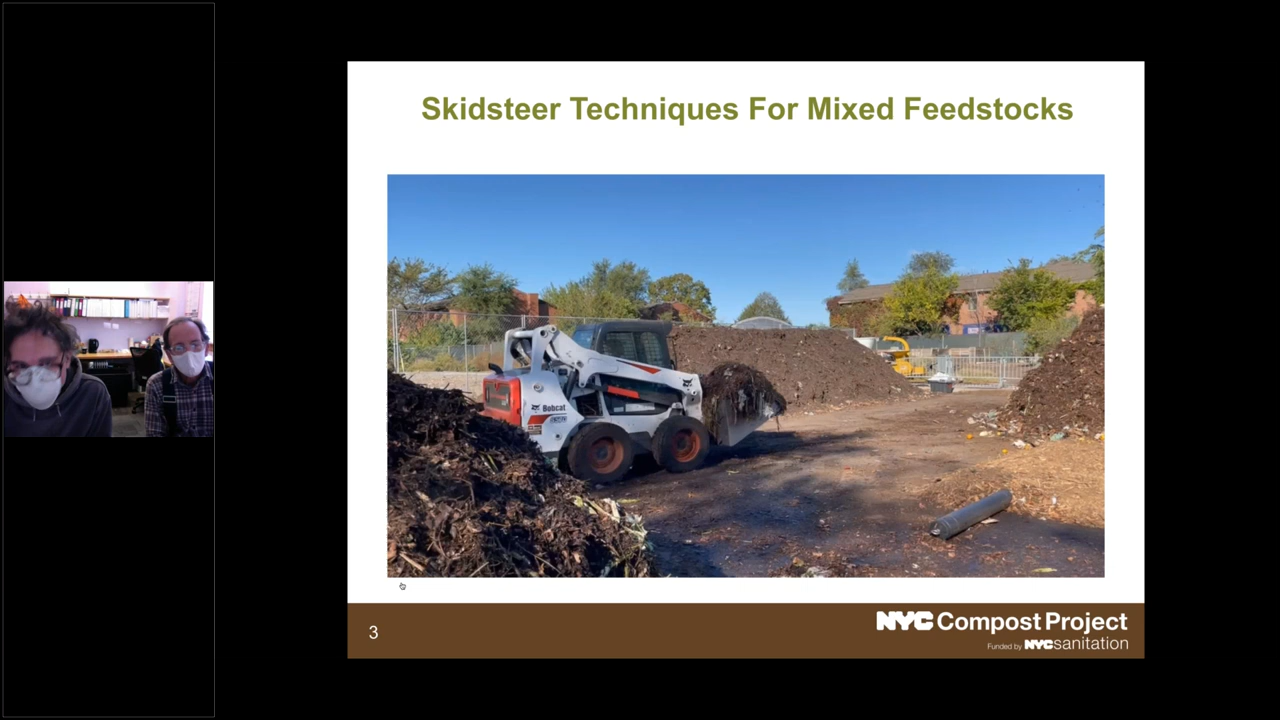 Skidsteer Techniques For Mixed Feedstocks
Bobcat
3
NYC Compost Project
Funded by NYC sanitation